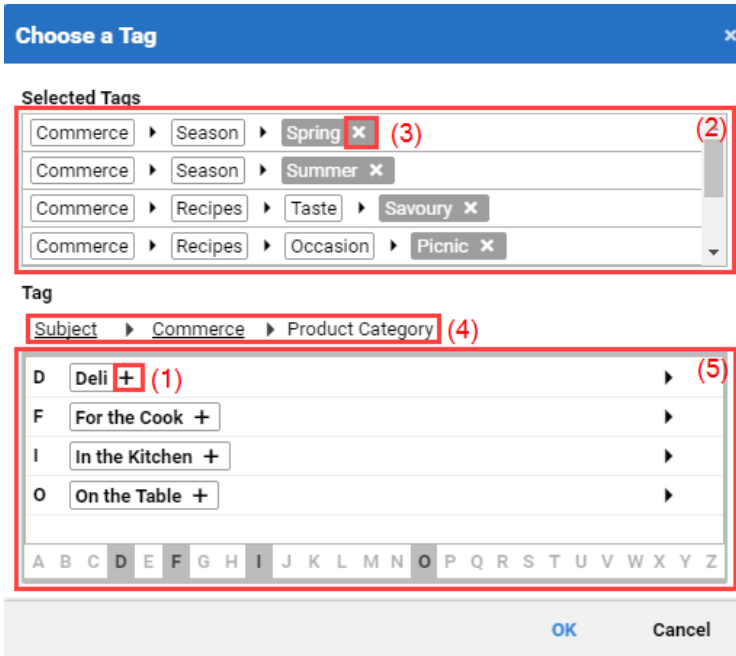 Choose a Tag ×
Selected Tags
Commerce Season Spring × (3) (2)
Commerce Season Summer ×
Commerce Recipes Taste Savoury ×
Commerce Recipes Occasion Picnic ×
Tag
Subject Commerce Product Category (4)
D Deli + (1) (5)
F For the Cook +
I In the Kitchen +
O On the Table +
A B C D E F G H I J K L M N O P Q R S T U V W X Y Z
OK Cancel